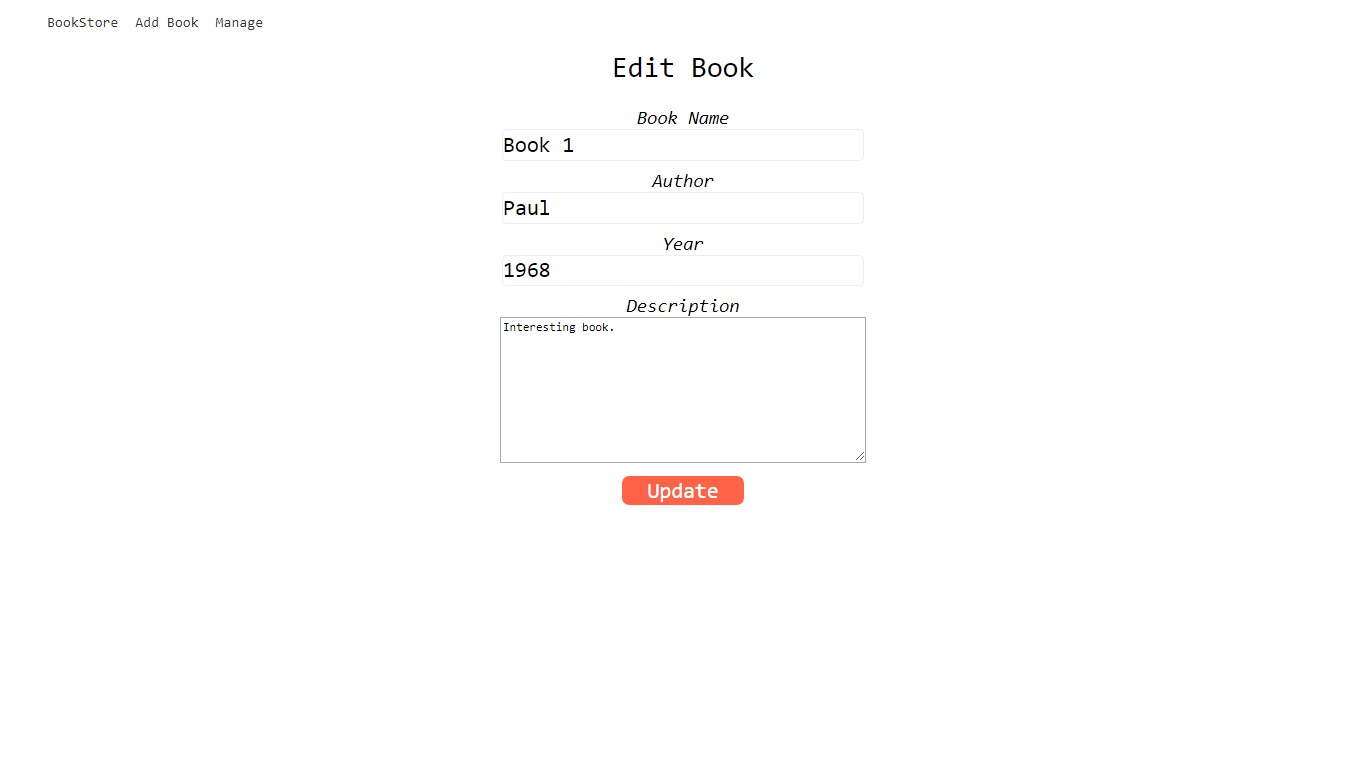 BookStore Add Book Manage
Edit Book
Book Name
Book 1
Author
Paul
Year
1968
Description
Interesting book.
Update